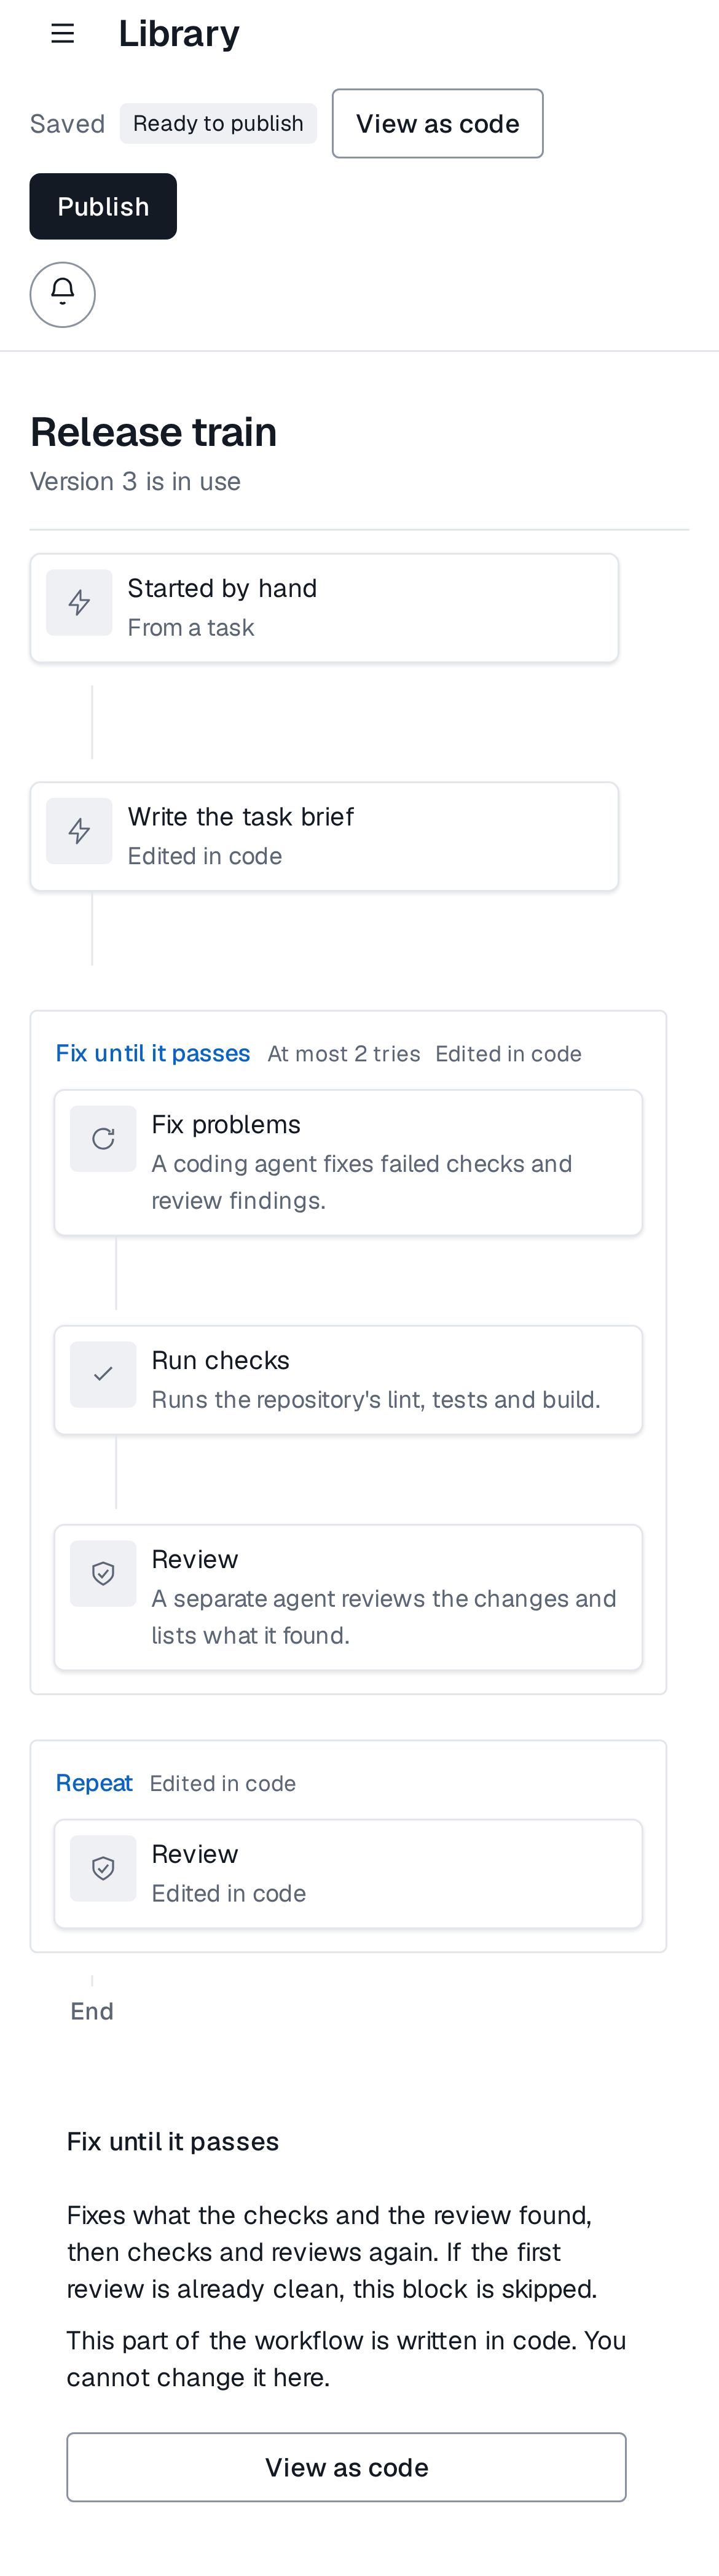 Library
Saved Ready to publish View as code
Publish
Release train
Version 3 is in use
Started by hand
From a task
Write the task brief
Edited in code
Fix until it passes At most 2 tries Edited in code
Fix problems
A coding agent fixes failed checks and
review findings.
Run checks
Runs the repository's lint, tests and build.
Review
A separate agent reviews the changes and
lists what it found.
Repeat Edited in code
Review
Edited in code
End
Fix until it passes
Fixes what the checks and the review found,
then checks and reviews again. If the first
review is already clean, this block is skipped.
This part of the workflow is written in code. You
cannot change it here.
View as code